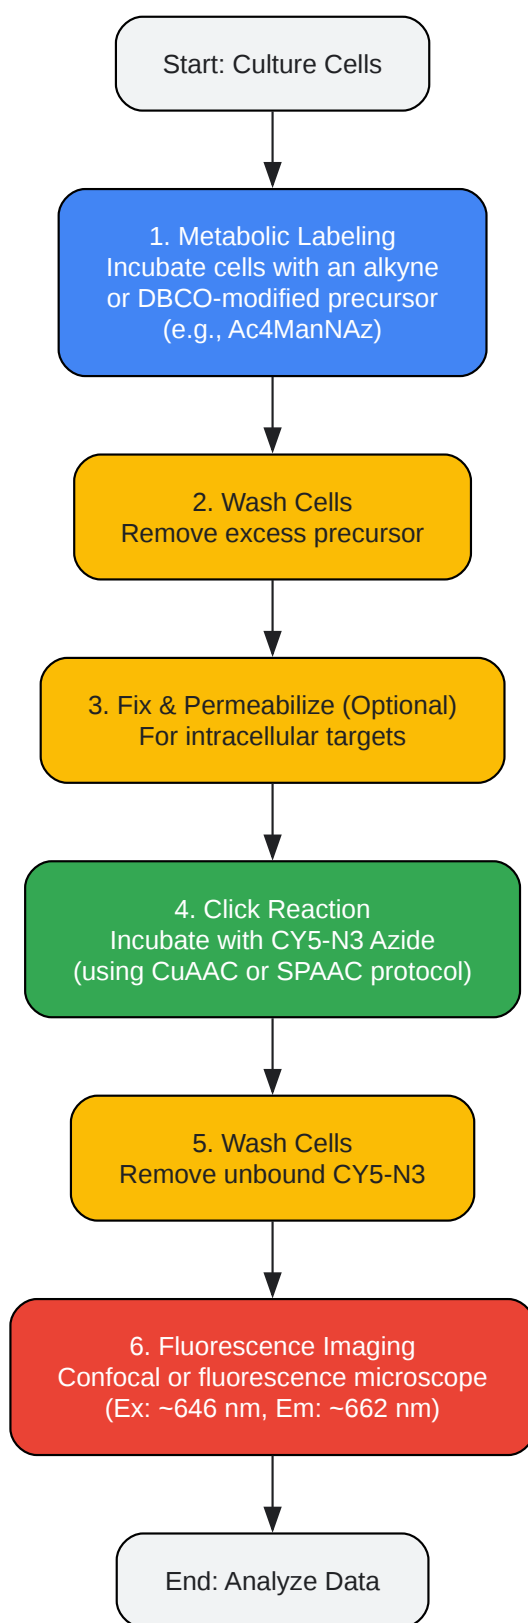 Start: Culture Cells
1. Metabolic Labeling
Incubate cells with an alkyne
or DBCO-modified precursor
(e.g., Ac4ManNAz)
2. Wash Cells
Remove excess precursor
3. Fix & Permeabilize (Optional)
For intracellular targets
4. Click Reaction
Incubate with CY5-N3 Azide
(using CuAAC or SPAAC protocol)
5. Wash Cells
Remove unbound CY5-N3
6. Fluorescence Imaging
Confocal or fluorescence microscope
(Ex: ~646 nm, Em: ~662 nm)
End: Analyze Data